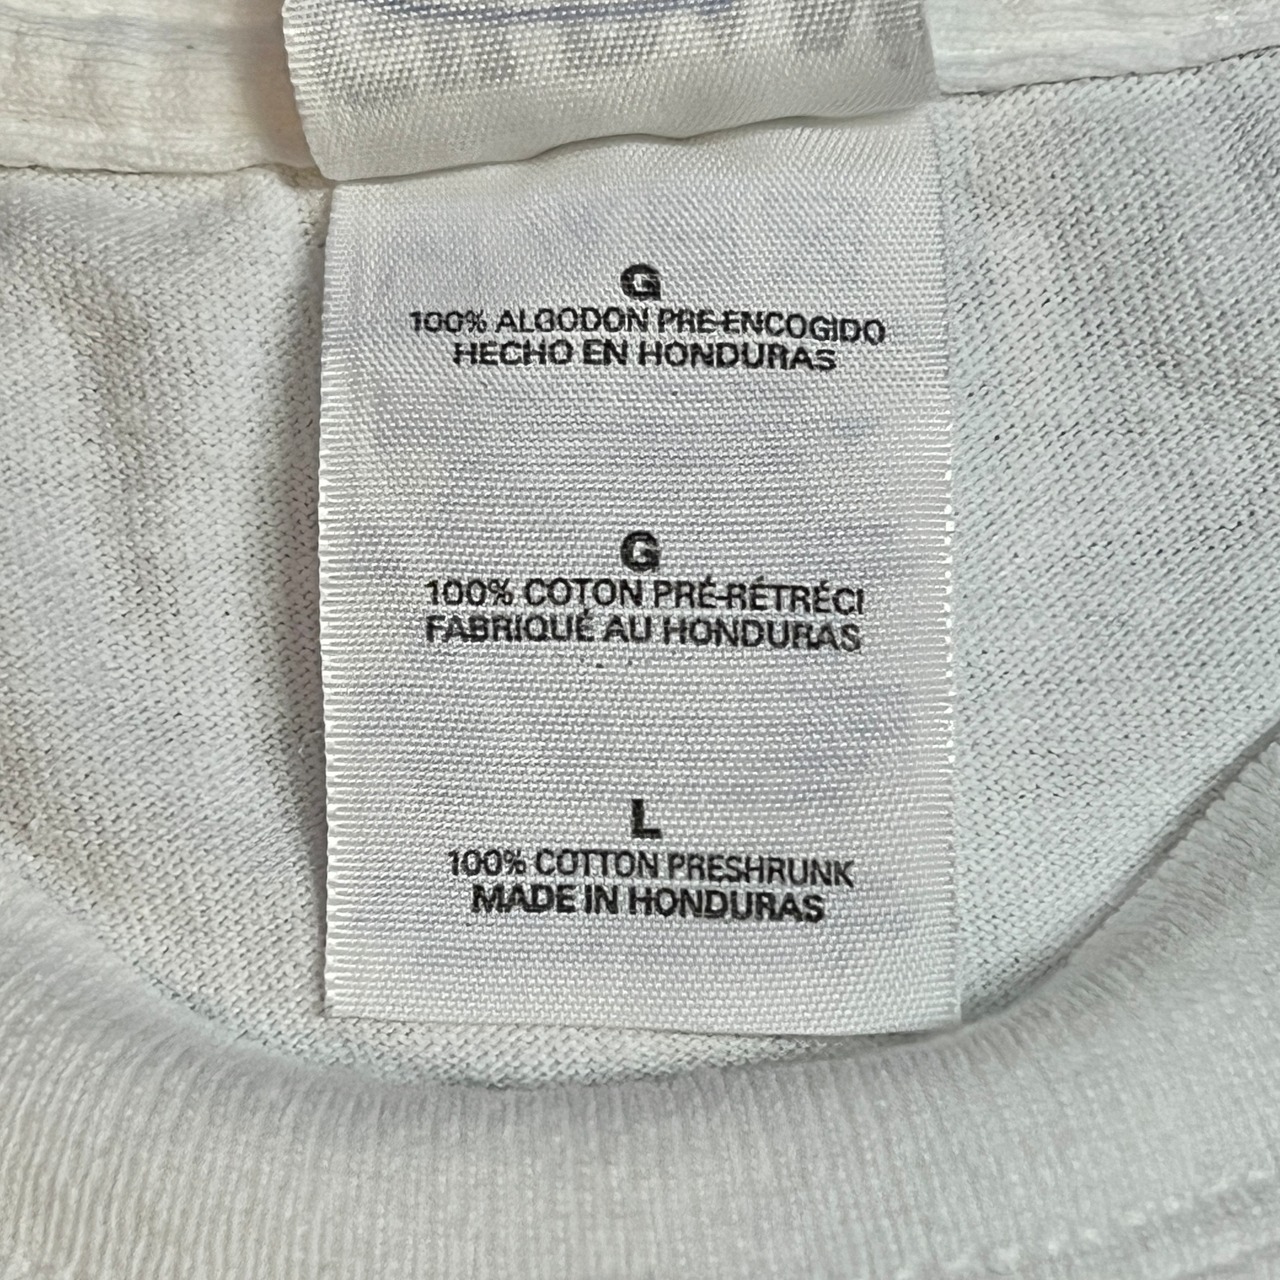 G
100% ALGODON PRE-ENCOGIDO
HECHO EN HONDURAS
G
100% COTON PRÉ-RÉTRÉCI
FABRIQUÉ AU HONDURAS
L
100% COTTON PRESHRUNK
MADE IN HONDURAS